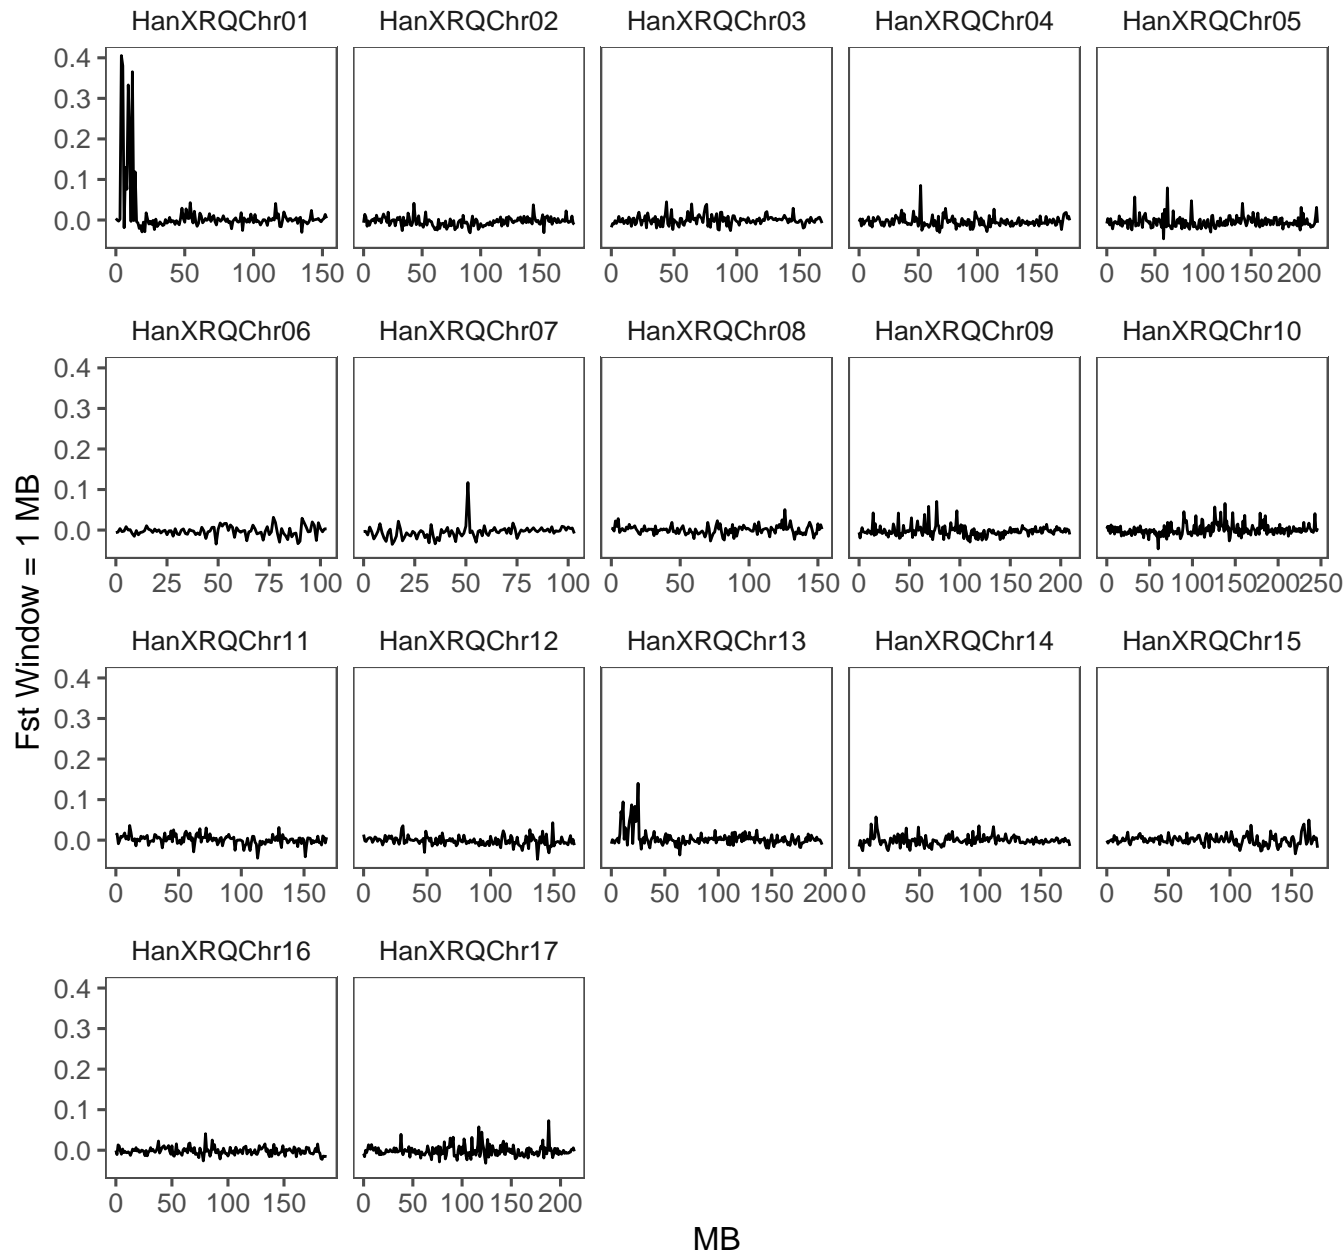 HanXRQChr01 HanXRQChr02 HanXRQChr03 HanXRQChr04 HanXRQChr05
0.4
0.3
0.2
0.1
0.0
0 50 100 150 0 50 100 150 0 50 100 150 0 50 100 150 0 50 100 150 200
HanXRQChr06 HanXRQChr07 HanXRQChr08 HanXRQChr09 HanXRQChr10
0.4
0.3
0.2
0.1
0.0
0 25 50 75 100 0 25 50 75 100 0 50 100 150 0 50 100 150 200 0 50 100 150 200 250
Fst Window = 1 MB
HanXRQChr11 HanXRQChr12 HanXRQChr13 HanXRQChr14 HanXRQChr15
0.4
0.3
0.2
0.1
0.0
0 50 100 150 0 50 100 150 0 50 100 150 200 0 50 100 150 0 50 100 150
HanXRQChr16 HanXRQChr17
0.4
0.3
0.2
0.1
0.0
0 50 100 150 0 50 100 150 200
MB